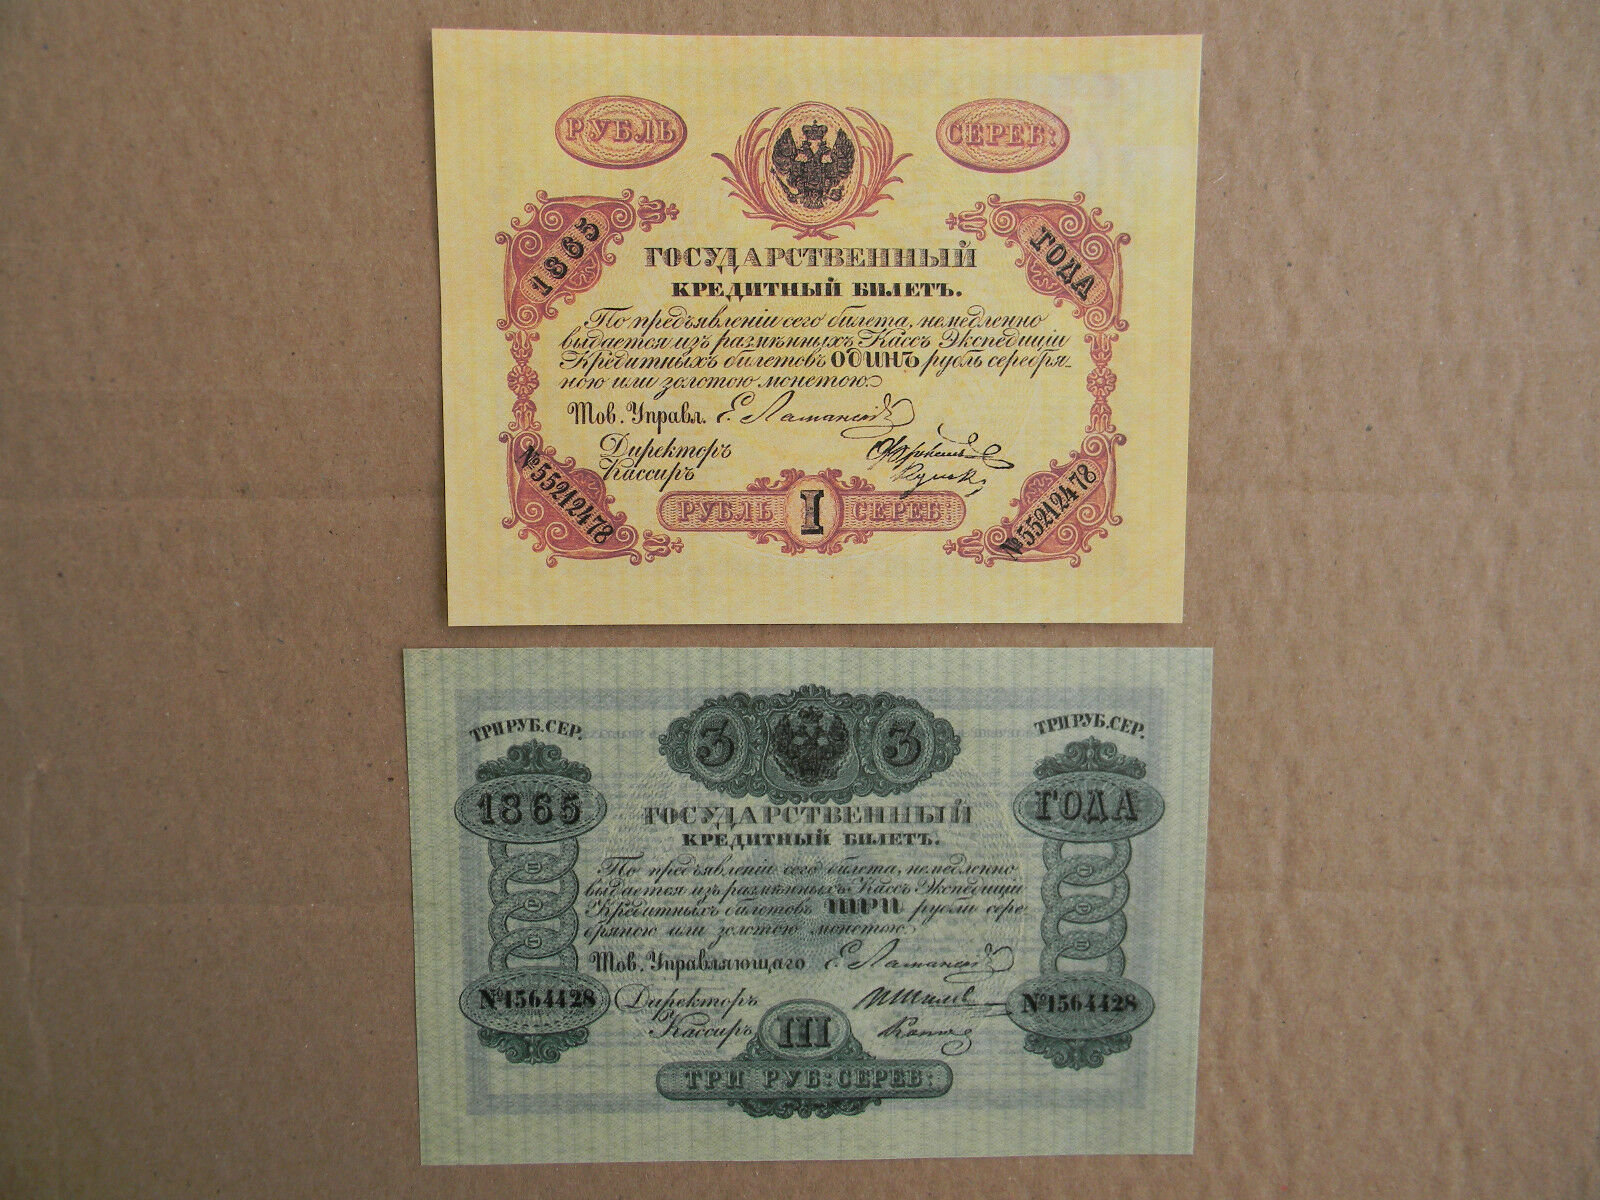 РУБЛЬ
СЕРЕБ:
1865
ГОДА
ГОСУДАРСТВЕННЫЙ
КРЕДИТНЫЙ БИЛЕТЪ.
По предъявленіи сего билета, немедленно
выдается изъ размѣнныхъ Кассъ Экспедиціи
Кредитныхъ билетовъ ОДИНЪ рубль серебря-
ною или золотою монетою.
Тов. Управл. Е. Ламанскій
Директоръ
Кассиръ
№55212478
РУБЛЬ I СЕРЕБ:
№55212478
ТРИ РУБ. СЕР.
3 3
ТРИ РУБ. СЕР.
1865
ГОДА
ГОСУДАРСТВЕННЫЙ
КРЕДИТНЫЙ БИЛЕТЪ.
По предъявленіи сего билета, немедленно
выдается изъ размѣнныхъ Кассъ Экспедиціи
Кредитныхъ билетовъ ТРИ рубли сере
бряною или золотою монетою.
Тов. Управляющаго Е. Ламанскій
№1564428
Директоръ
№1564428
Кассиръ
III
ТРИ РУБ: СЕРЕБ: